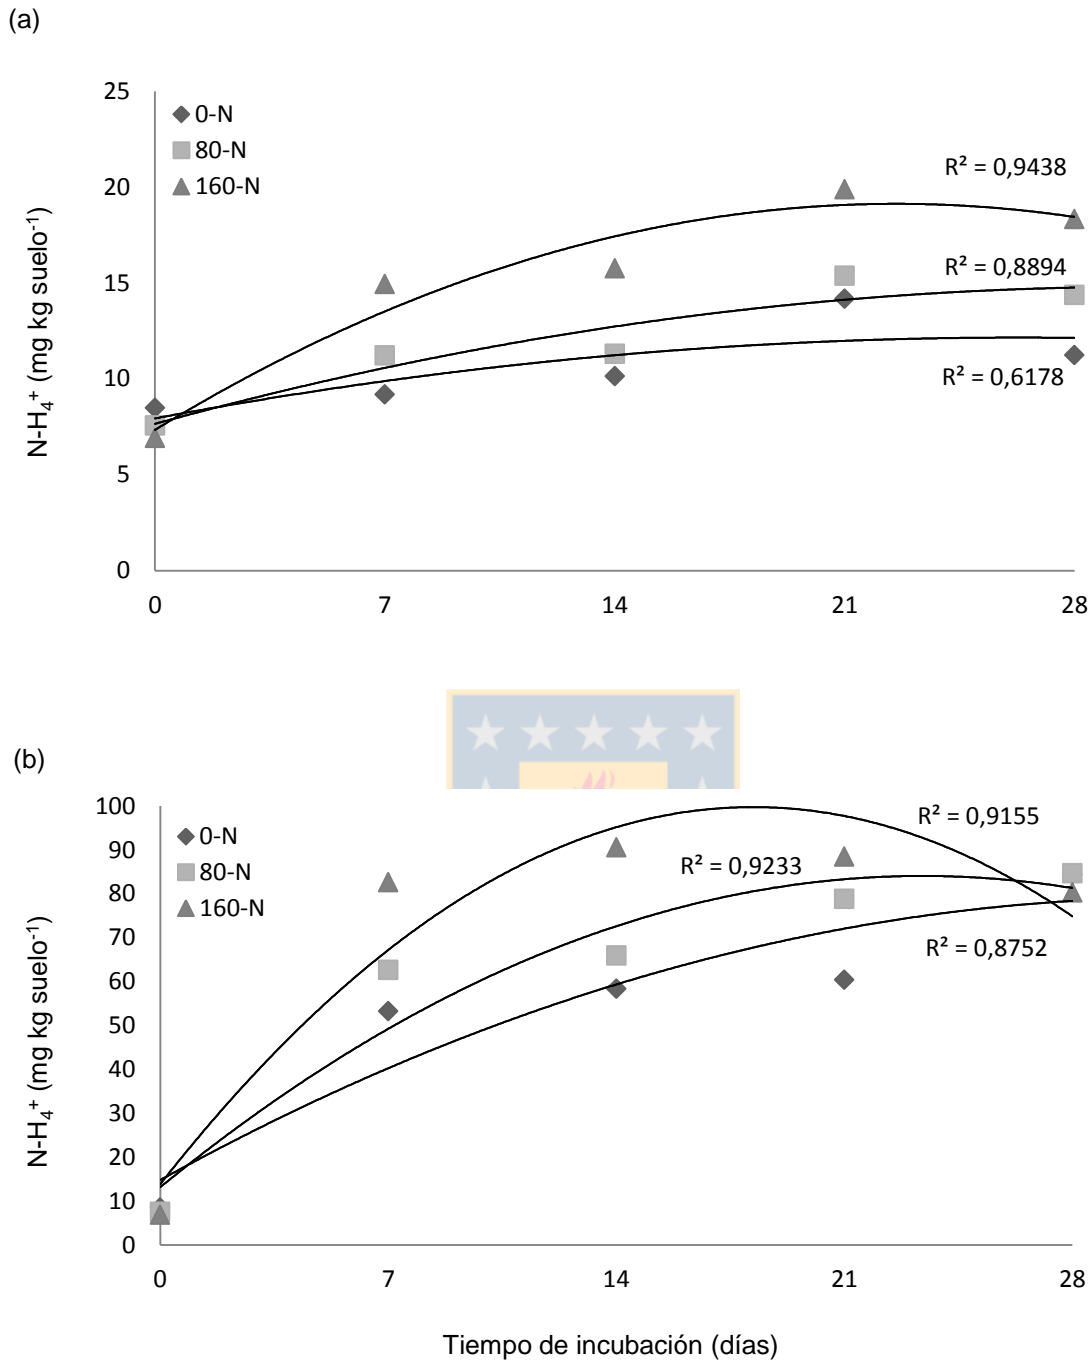 (a)
N-H₄⁺ (mg kg suelo⁻¹)
25
20
15
10
5
0
0-N
80-N
160-N
R² = 0,9438
R² = 0,8894
R² = 0,6178
0 7 14 21 28
(b)
N-H₄⁺ (mg kg suelo⁻¹)
100
90
80
70
60
50
40
30
20
10
0
0-N
80-N
160-N
R² = 0,9155
R² = 0,9233
R² = 0,8752
0 7 14 21 28
Tiempo de incubación (días)